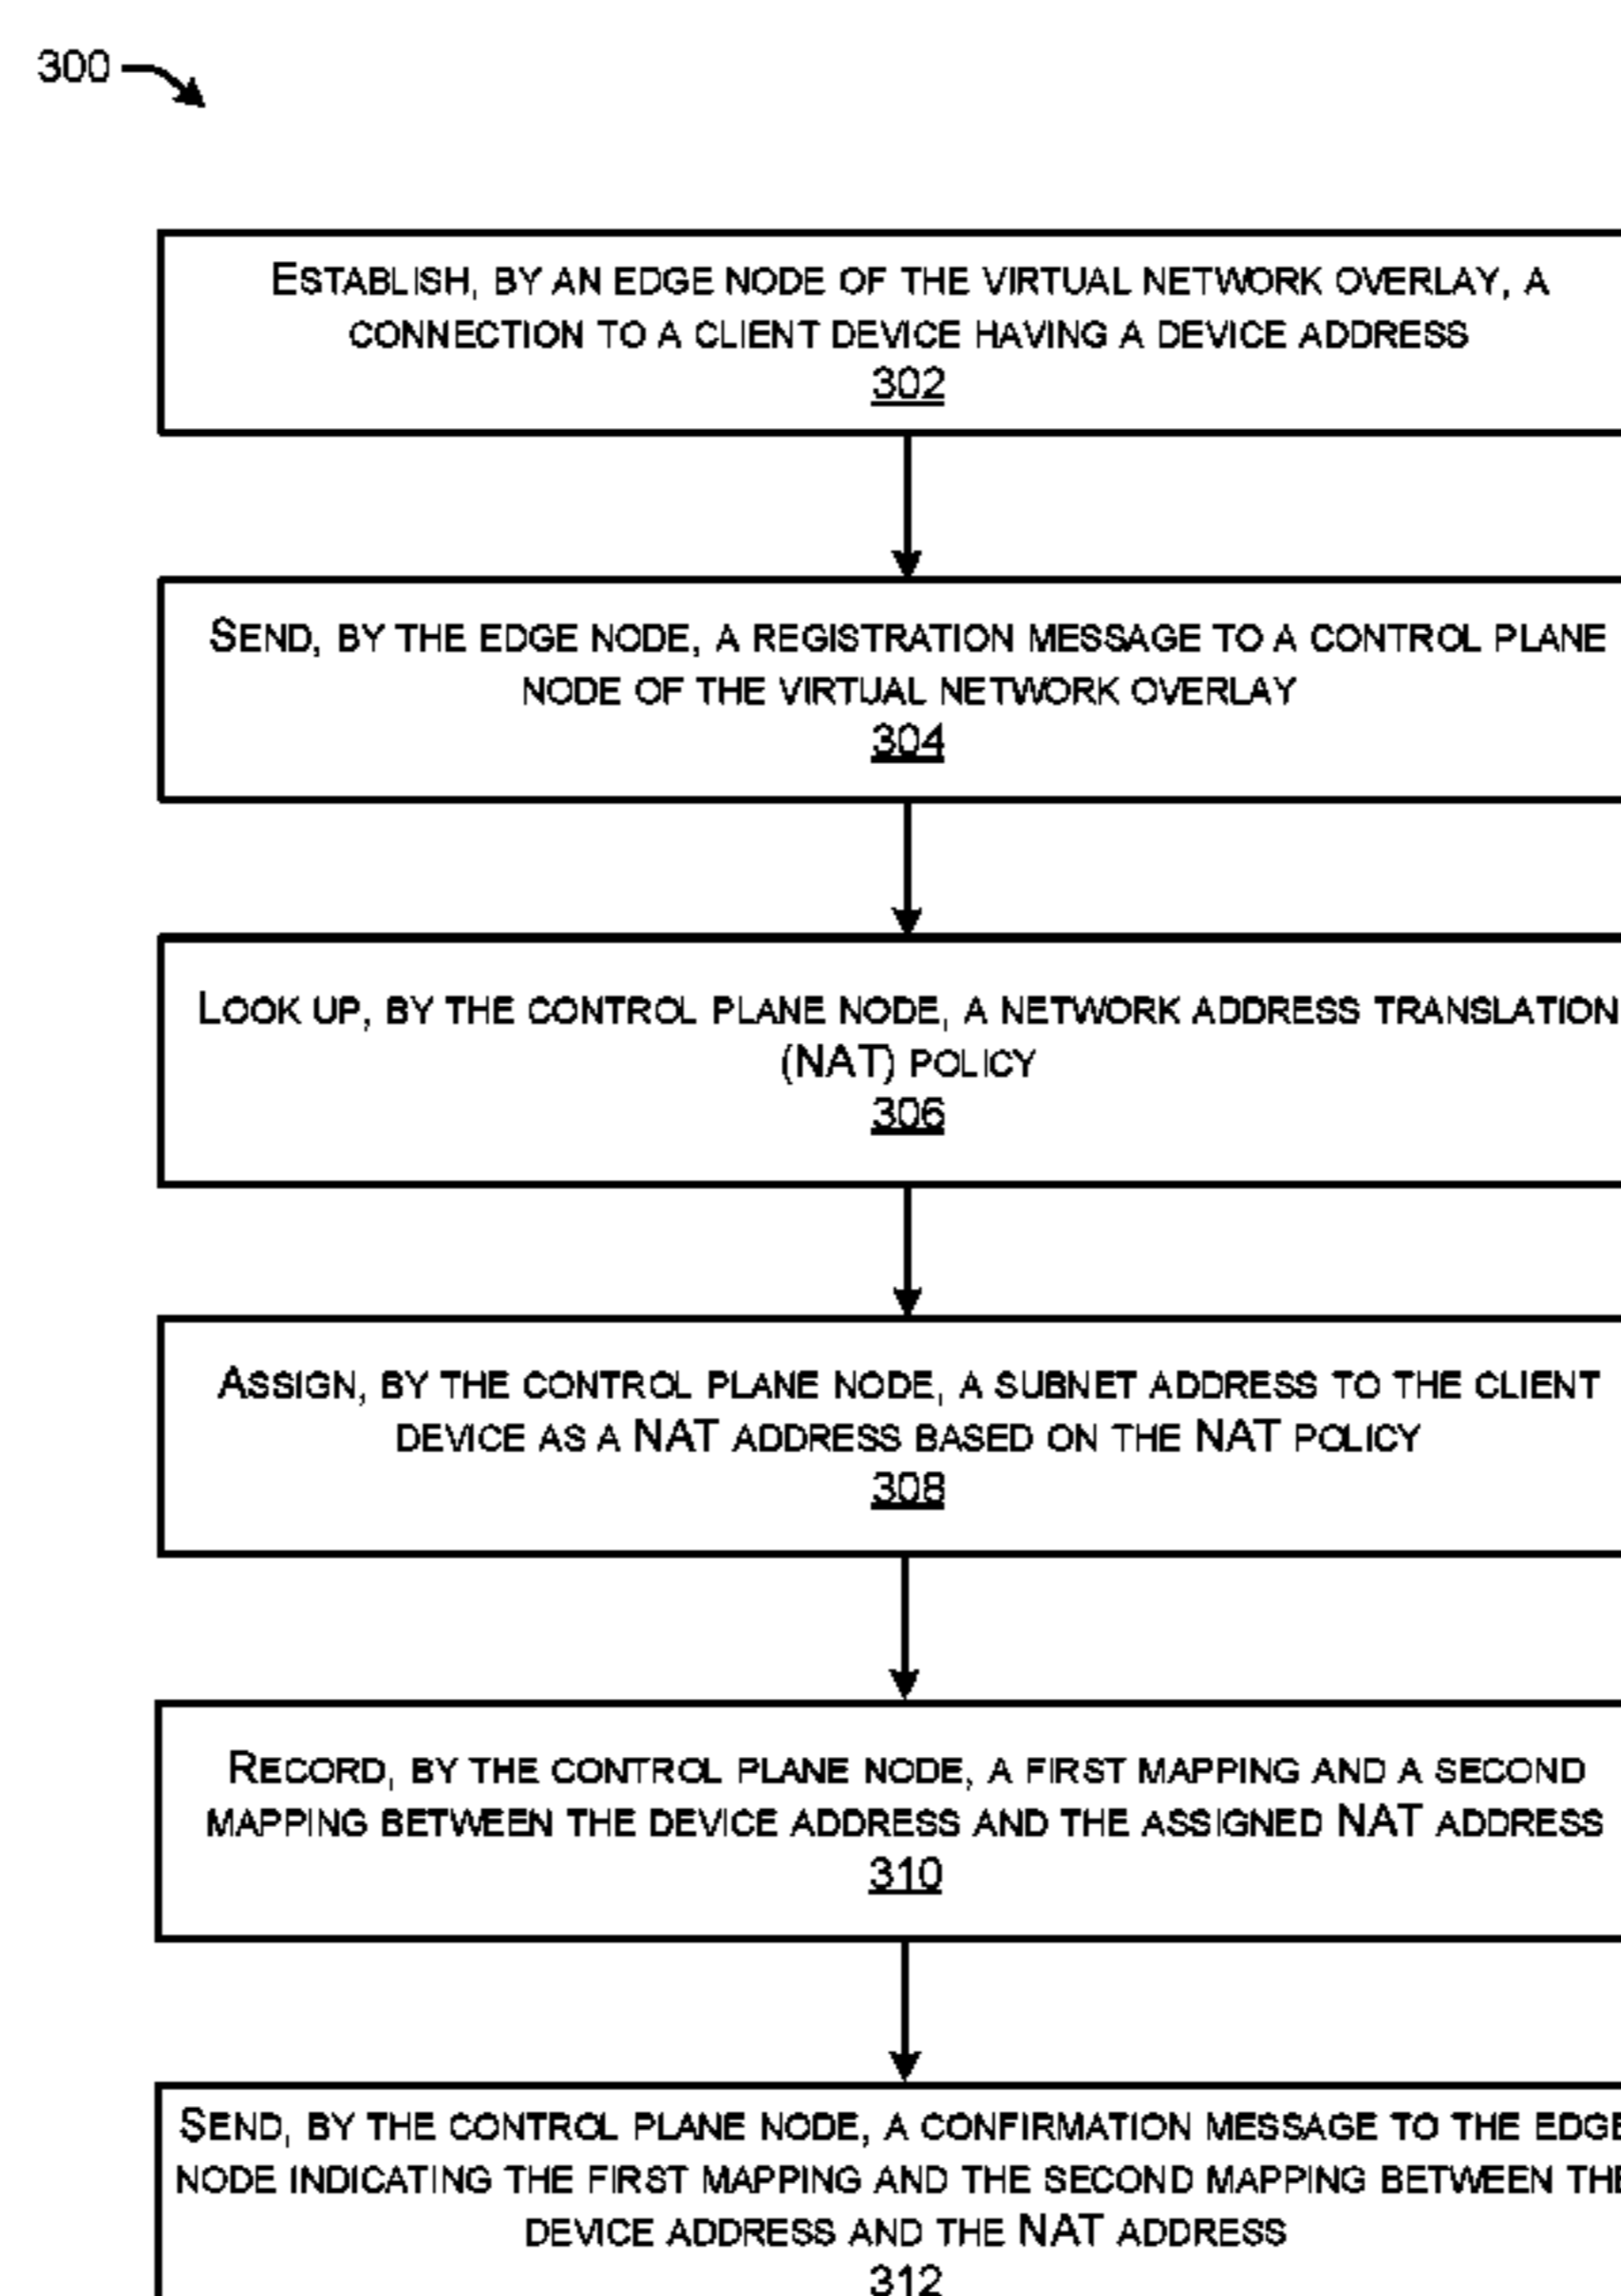 300
ESTABLISH, BY AN EDGE NODE OF THE VIRTUAL NETWORK OVERLAY, A
CONNECTION TO A CLIENT DEVICE HAVING A DEVICE ADDRESS
302
SEND, BY THE EDGE NODE, A REGISTRATION MESSAGE TO A CONTROL PLANE
NODE OF THE VIRTUAL NETWORK OVERLAY
304
LOOK UP, BY THE CONTROL PLANE NODE, A NETWORK ADDRESS TRANSLATION
(NAT) POLICY
306
ASSIGN, BY THE CONTROL PLANE NODE, A SUBNET ADDRESS TO THE CLIENT
DEVICE AS A NAT ADDRESS BASED ON THE NAT POLICY
308
RECORD, BY THE CONTROL PLANE NODE, A FIRST MAPPING AND A SECOND
MAPPING BETWEEN THE DEVICE ADDRESS AND THE ASSIGNED NAT ADDRESS
310
SEND, BY THE CONTROL PLANE NODE, A CONFIRMATION MESSAGE TO THE EDGE
NODE INDICATING THE FIRST MAPPING AND THE SECOND MAPPING BETWEEN THE
DEVICE ADDRESS AND THE NAT ADDRESS
312